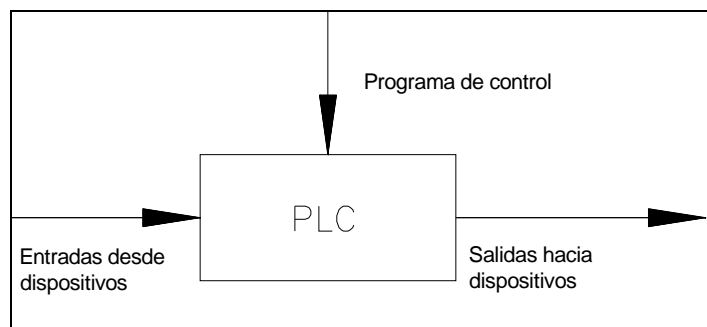 Programa de control
PLC
Entradas desde
dispositivos
Salidas hacia
dispositivos